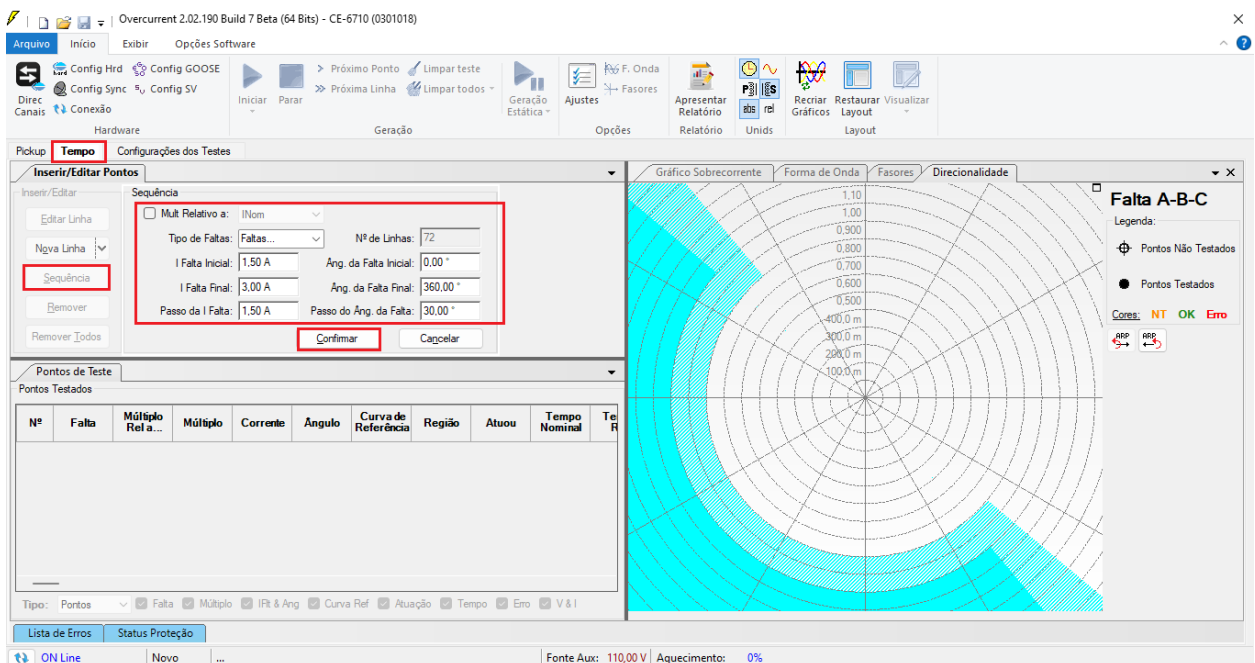 Overcurrent 2.02.190 Build 7 Beta (64 Bits) - CE-6710 (0301018)
Arquivo Início Exibir Opções Software
Direc Canais
Config Hrd Config GOOSE
Config Sync Config SV
Conexão
Hardware
Iniciar Parar
Próximo Ponto Limpar teste
Próxima Linha Limpar todos
Geração Estática
Geração
Ajustes
F. Onda
Fasores
Opções
Apresentar Relatório
Relatório
abs rel
Unids
Recriar Gráficos
Restaurar Layout
Visualizar
Layout
Pickup Tempo Configurações dos Testes
Inserir/Editar Pontos
Inserir/Editar
Editar Linha
Nova Linha
Sequência
Remover
Remover Todos
Sequência
Mult Relativo a: INom
Tipo de Faltas: Faltas... Nº de Linhas: 72
I Falta Inicial: 1,50 A Âng. da Falta Inicial: 0,00 °
I Falta Final: 3,00 A Âng. da Falta Final: 360,00 °
Passo da I Falta: 1,50 A Passo do Âng. da Falta: 30,00 °
Confirmar Cancelar
Pontos de Teste
Pontos Testados
Nº Falta Múltiplo Rel a... Múltiplo Corrente Ângulo Curva de Referência Região Atuou Tempo Nominal
Tipo: Pontos Falta Múltiplo IFlt & Ang Curva Ref Atuação Tempo Erro V & I
Gráfico Sobrecorrente Forma de Onda Fasores Direcionalidade
1,10
1,00
0,900
0,800
0,700
0,600
0,500
400,0 m
300,0 m
200,0 m
100,0 m
Falta A-B-C
Legenda:
Pontos Não Testados
Pontos Testados
Cores: NT OK Erro
ARP ARP
Lista de Erros Status Proteção
ON Line Novo ... Fonte Aux: 110,00 V Aquecimento: 0%